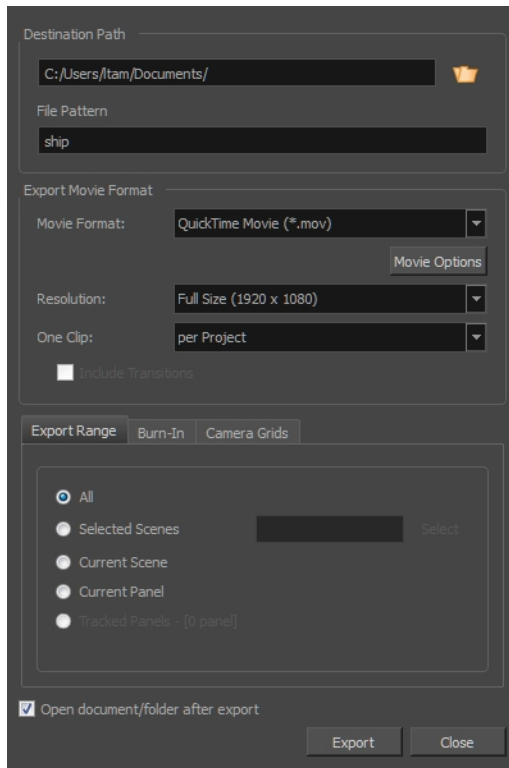 Destination Path
C:/Users/ltam/Documents/
File Pattern
ship
Export Movie Format
Movie Format: QuickTime Movie (*.mov)
Movie Options
Resolution: Full Size (1920 x 1080)
One Clip: per Project
Include Transitions
Export Range Burn-In Camera Grids
All
Selected Scenes Select
Current Scene
Current Panel
Tracked Panels - [0 panel]
Open document/folder after export
Export Close